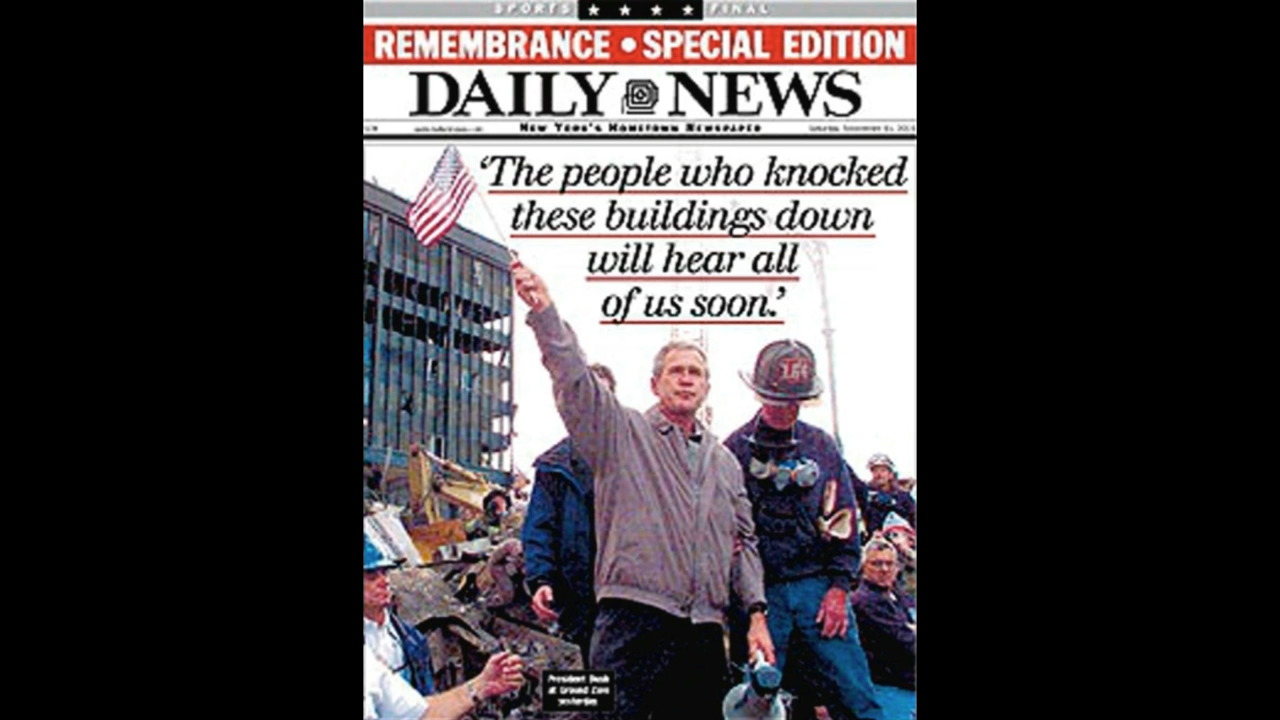 SPORTS ★ ★ ★ ★ FINAL
REMEMBRANCE • SPECIAL EDITION
DAILY NEWS
NEW YORK'S HOMETOWN NEWSPAPER
‘The people who knocked
these buildings down
will hear all
of us soon.’
President Bush
at Ground Zero
yesterday